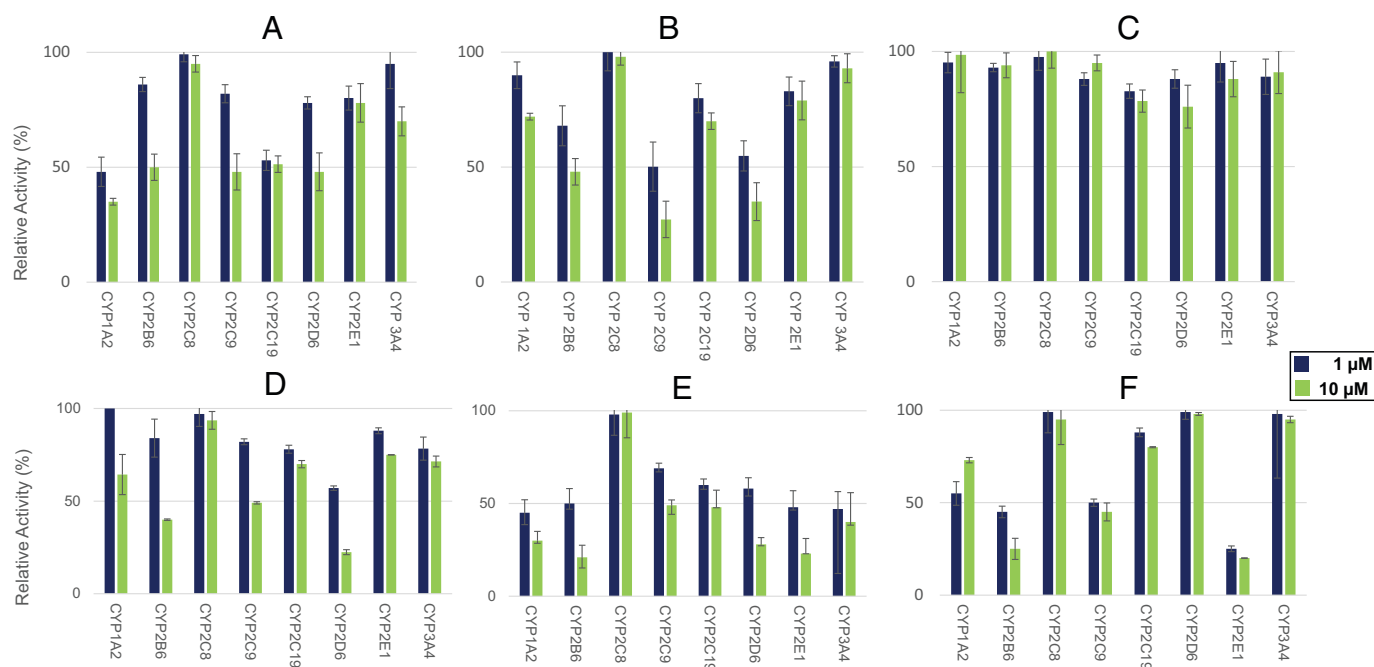 A
B
C
Relative Activity (%)
100
50
0
CYP1A2
CYP2B6
CYP2C8
CYP2C9
CYP2C19
CYP2D6
CYP2E1
CYP 3A4
100
50
0
CYP 1A2
CYP 2B6
CYP 2C8
CYP 2C9
CYP 2C19
CYP 2D6
CYP 2E1
CYP 3A4
100
50
0
CYP1A2
CYP2B6
CYP2C8
CYP2C9
CYP2C19
CYP2D6
CYP2E1
CYP3A4
1 µM
10 µM
D
E
F
Relative Activity (%)
100
50
0
CYP1A2
CYP2B6
CYP2C8
CYP2C9
CYP2C19
CYP2D6
CYP2E1
CYP3A4
100
50
0
CYP1A2
CYP2B6
CYP2C8
CYP2C9
CYP2C19
CYP2D6
CYP2E1
CYP3A4
100
50
0
CYP1A2
CYP2B6
CYP2C8
CYP2C9
CYP2C19
CYP2D6
CYP2E1
CYP3A4